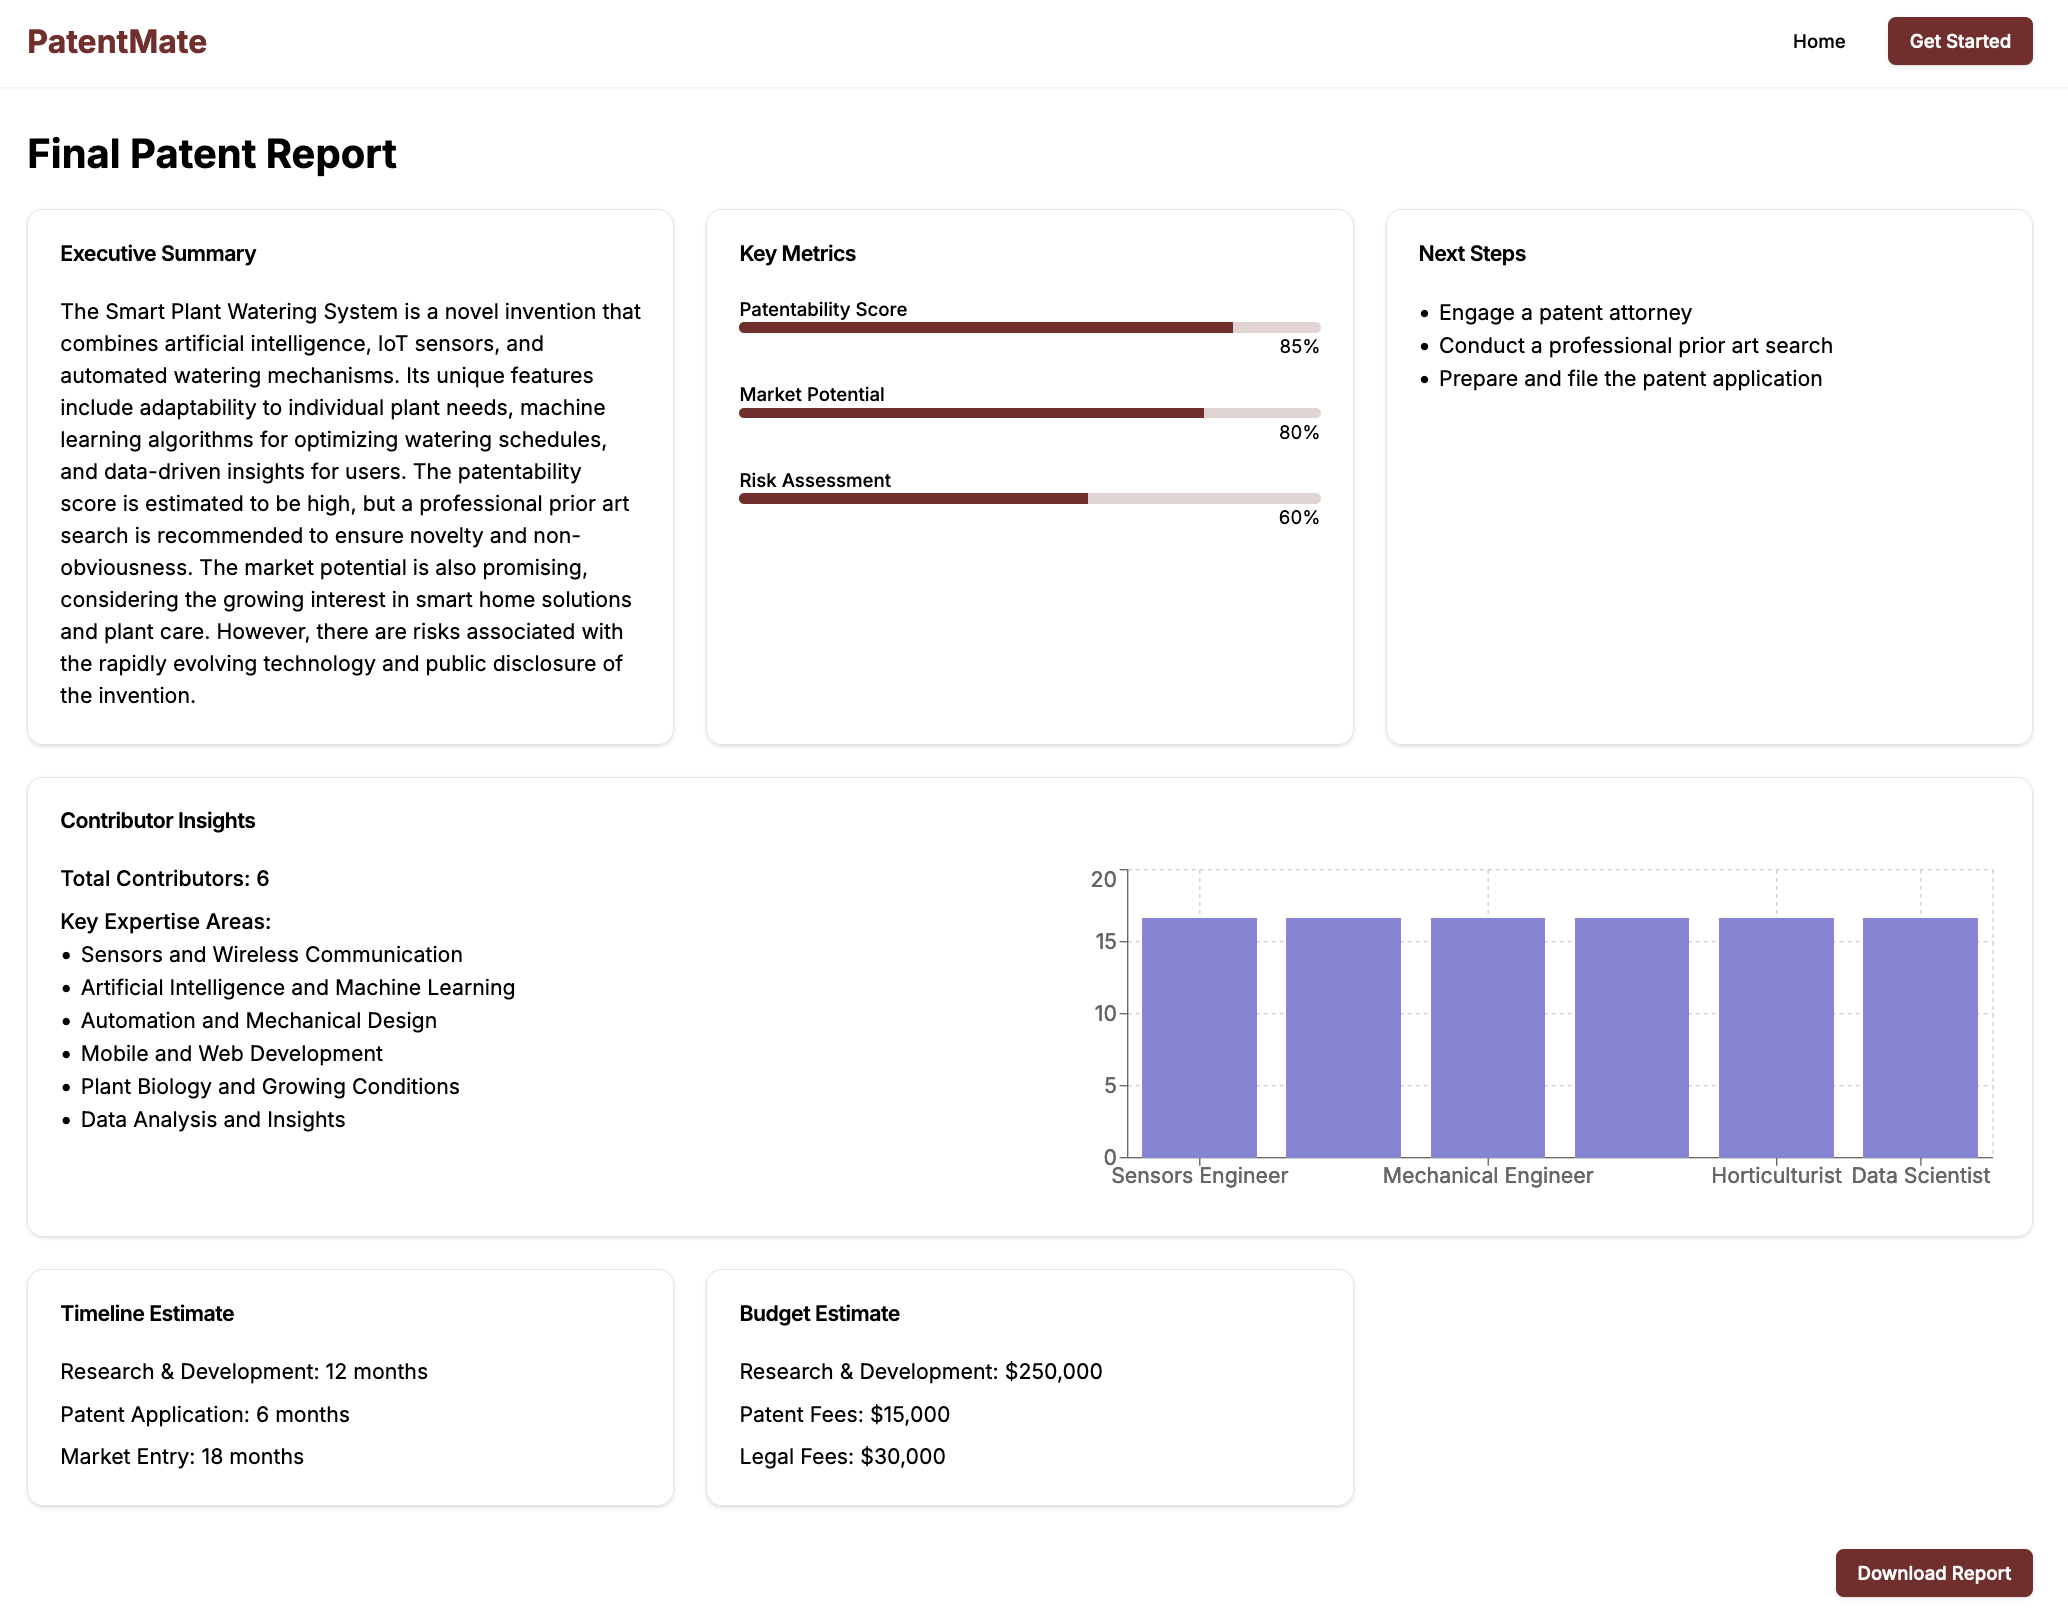 PatentMate
Home
Get Started
Final Patent Report
Executive Summary
The Smart Plant Watering System is a novel invention that
combines artificial intelligence, IoT sensors, and
automated watering mechanisms. Its unique features
include adaptability to individual plant needs, machine
learning algorithms for optimizing watering schedules,
and data-driven insights for users. The patentability
score is estimated to be high, but a professional prior art
search is recommended to ensure novelty and non-
obviousness. The market potential is also promising,
considering the growing interest in smart home solutions
and plant care. However, there are risks associated with
the rapidly evolving technology and public disclosure of
the invention.
Key Metrics
Patentability Score
85%
Market Potential
80%
Risk Assessment
60%
Next Steps
• Engage a patent attorney
• Conduct a professional prior art search
• Prepare and file the patent application
Contributor Insights
Total Contributors: 6
Key Expertise Areas:
• Sensors and Wireless Communication
• Artificial Intelligence and Machine Learning
• Automation and Mechanical Design
• Mobile and Web Development
• Plant Biology and Growing Conditions
• Data Analysis and Insights
20
15
10
5
0
Sensors Engineer
Mechanical Engineer
Horticulturist
Data Scientist
Timeline Estimate
Research & Development: 12 months
Patent Application: 6 months
Market Entry: 18 months
Budget Estimate
Research & Development: $250,000
Patent Fees: $15,000
Legal Fees: $30,000
Download Report